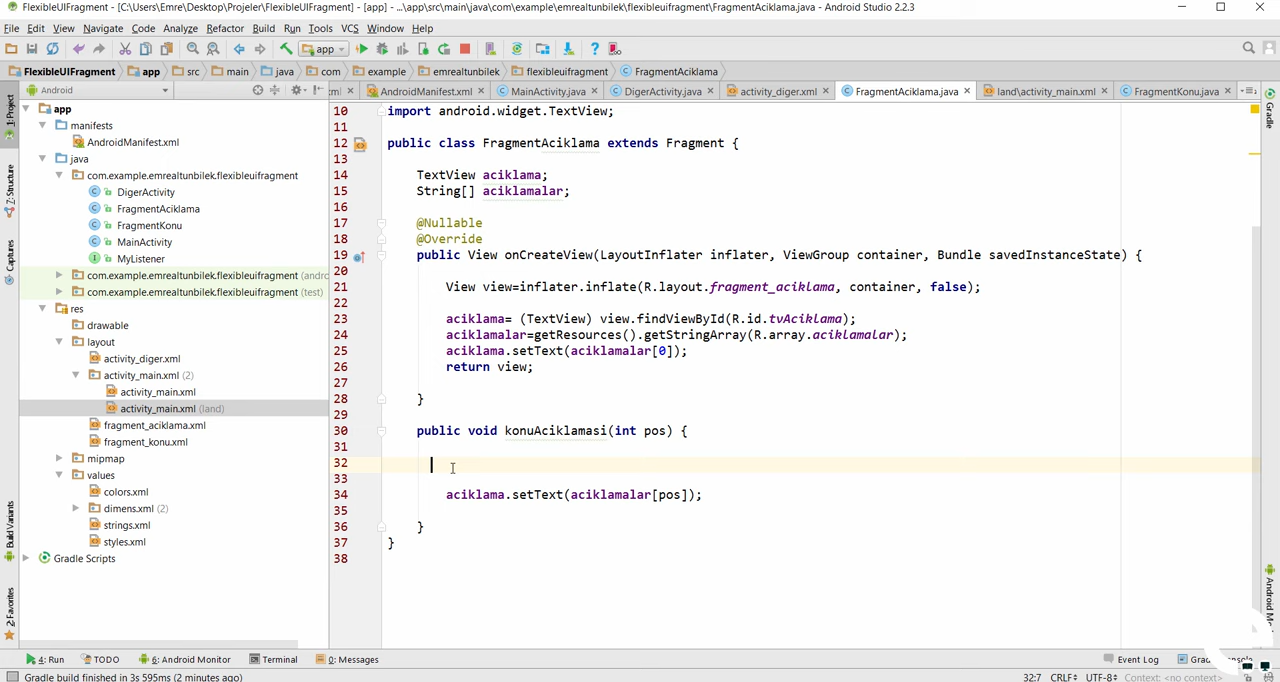 FlexibleUIFragment - [C:\Users\Emre\Desktop\Projeler\FlexibleUIFragment] - [app] - ...\app\src\main\java\com\example\emrealtunbilek\flexibleuifragment\FragmentAciklama.java - Android Studio 2.2.3
File Edit View Navigate Code Analyze Refactor Build Run Tools VCS Window Help
app
FlexibleUIFragment app src main java com example emrealtunbilek flexibleuifragment FragmentAciklama
Android
AndroidManifest.xml MainActivity.java DigerActivity.java activity_diger.xml FragmentAciklama.java land\activity_main.xml FragmentKonu.java
1: Project
7: Structure
Captures
Build Variants
2: Favorites
app
manifests
AndroidManifest.xml
java
com.example.emrealtunbilek.flexibleuifragment
DigerActivity
FragmentAciklama
FragmentKonu
MainActivity
MyListener
com.example.emrealtunbilek.flexibleuifragment (andro
com.example.emrealtunbilek.flexibleuifragment (test)
res
drawable
layout
activity_diger.xml
activity_main.xml (2)
activity_main.xml
activity_main.xml (land)
fragment_aciklama.xml
fragment_konu.xml
mipmap
values
colors.xml
dimens.xml (2)
strings.xml
styles.xml
Gradle Scripts
10 import android.widget.TextView;
11
12 public class FragmentAciklama extends Fragment {
13
14 TextView aciklama;
15 String[] aciklamalar;
16
17 @Nullable
18 @Override
19 public View onCreateView(LayoutInflater inflater, ViewGroup container, Bundle savedInstanceState) {
20
21 View view=inflater.inflate(R.layout.fragment_aciklama, container, false);
22
23 aciklama= (TextView) view.findViewById(R.id.tvAciklama);
24 aciklamalar=getResources().getStringArray(R.array.aciklamalar);
25 aciklama.setText(aciklamalar[0]);
26 return view;
27
28 }
29
30 public void konuAciklamasi(int pos) {
31
32
33
34 aciklama.setText(aciklamalar[pos]);
35
36 }
37 }
38
Gradle
4: Run TODO 6: Android Monitor Terminal 0: Messages Event Log
Gradle build finished in 3s 595ms (2 minutes ago) 32:7 CRLF UTF-8 Context: <no context>